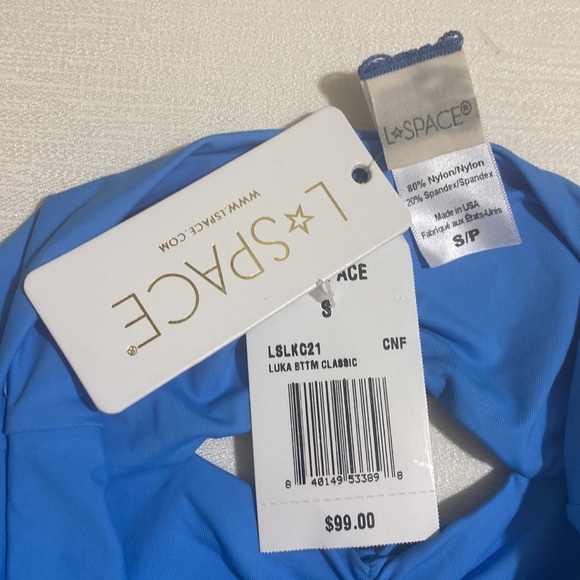 L☆SPACE®
80% Nylon/Nylon
20% Spandex/Spandex
Made in USA
Fabriqué aux États-Unis
S/P
L☆SPACE®
WWW.LSPACE.COM
PACE
S
LSLKC21 CNF
LUKA BTTM CLASSIC
8 40149 53389 8
$99.00